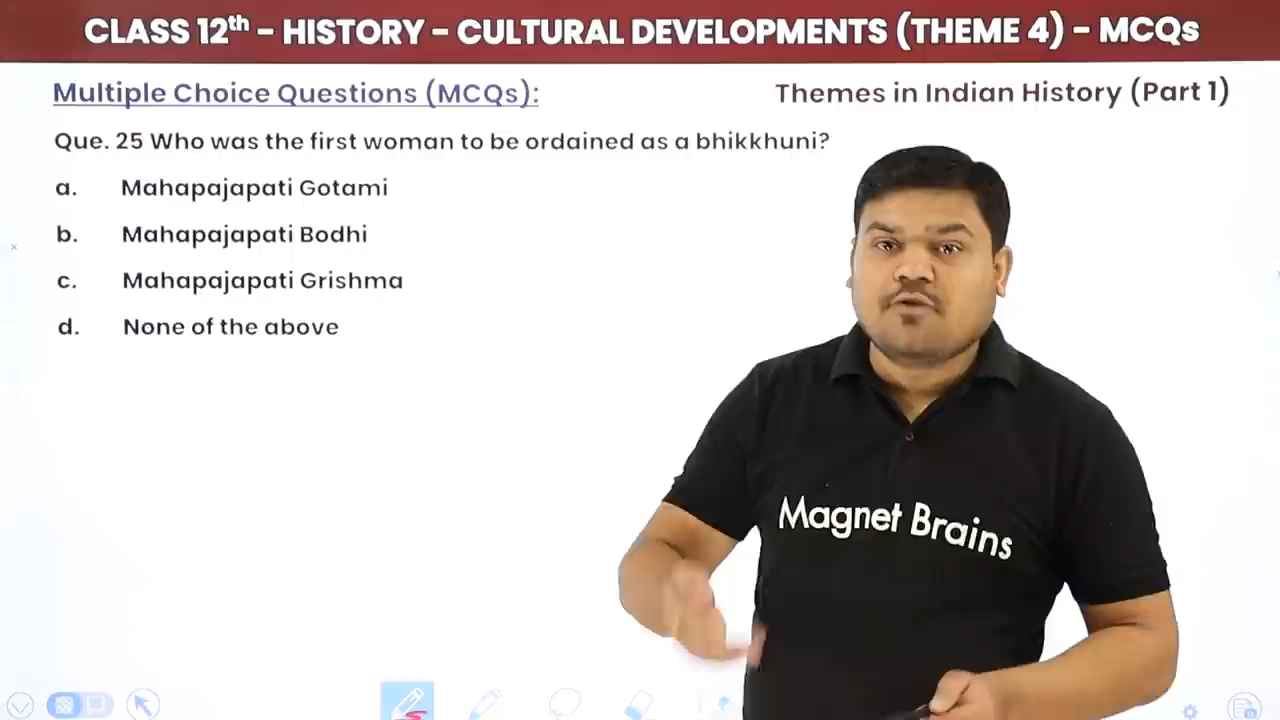 CLASS 12th - HISTORY - CULTURAL DEVELOPMENTS (THEME 4) - MCQs
Multiple Choice Questions (MCQs): Themes in Indian History (Part 1)
Que. 25 Who was the first woman to be ordained as a bhikkhuni?
a. Mahapajapati Gotami
b. Mahapajapati Bodhi
c. Mahapajapati Grishma
d. None of the above
Magnet Brains